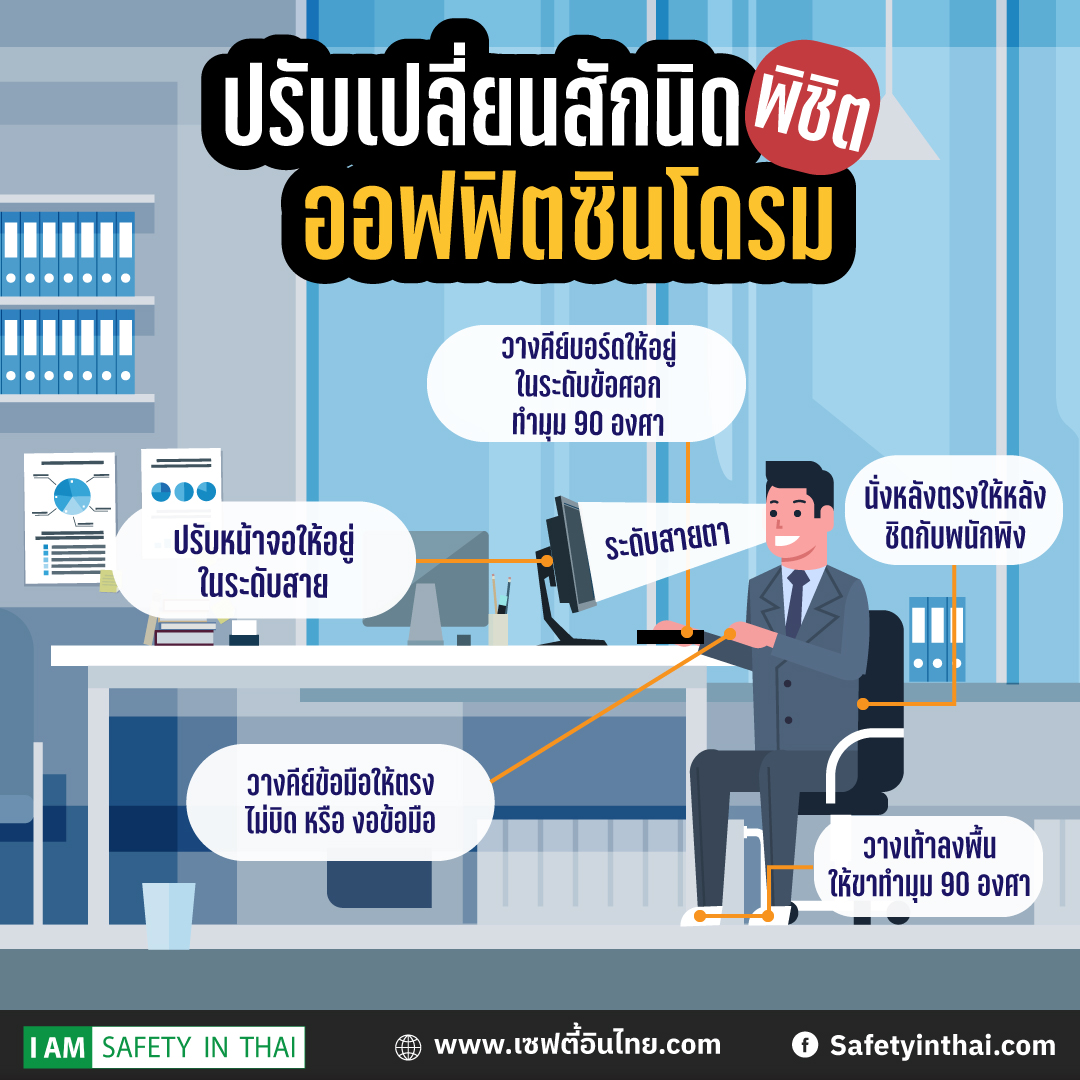 ปรับเปลี่ยนสักนิด พิชิต
ออฟฟิตซินโดรม
วางคีย์บอร์ดให้อยู่
ในระดับข้อศอก
ทำมุม 90 องศา
นั่งหลังตรงให้หลัง
ชิดกับพนักพิง
ระดับสายตา
ปรับหน้าจอให้อยู่
ในระดับสาย
วางคีย์ข้อมือให้ตรง
ไม่บิด หรือ งอข้อมือ
วางเท้าลงพื้น
ให้ขาทำมุม 90 องศา
I AM SAFETY IN THAI
www.เซฟตี้อินไทย.com
Safetyinthai.com